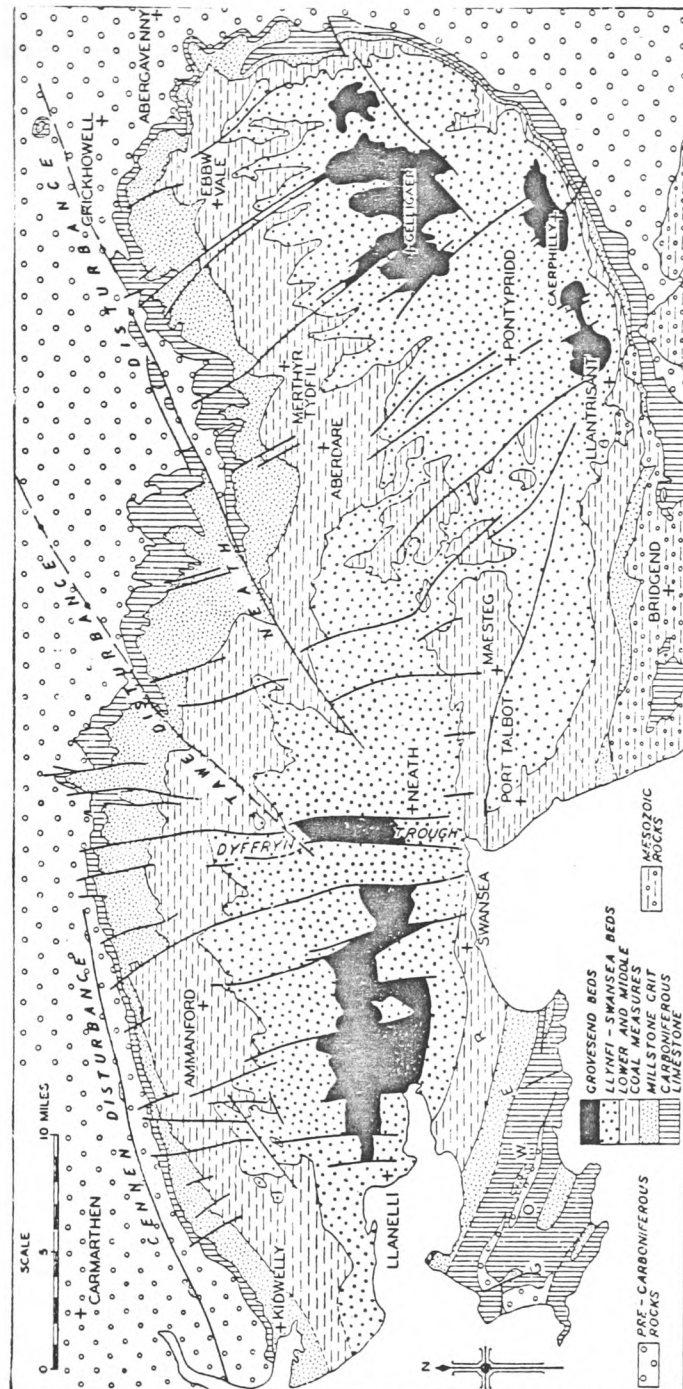 SCALE
0 5 10 MILES
CARMARTHEN
CENNEN DISTURBANCE
TAWE DISTURBANCE
NEATH DISTURBANCE
CRICKHOWELL
ABERGAVENNY
EBBW
VALE
MERTHYR
TYDFIL
ABERDARE
GELLIGAER
AMMANFORD
KIDWELLY
DYFFRYN TROUGH
NEATH
LLANELLI
SWANSEA
MAESTEG
PORT TALBOT
PONTYPRIDD
CAERPHILLY
LLANTRISANT
BRIDGEND
GOWER
N
PRE-CARBONIFEROUS
ROCKS
GROVESEND BEDS
LLYNFI-SWANSEA BEDS
LOWER AND MIDDLE
COAL MEASURES
MILLSTONE GRIT
CARBONIFEROUS
LIMESTONE
MESOZOIC
ROCKS